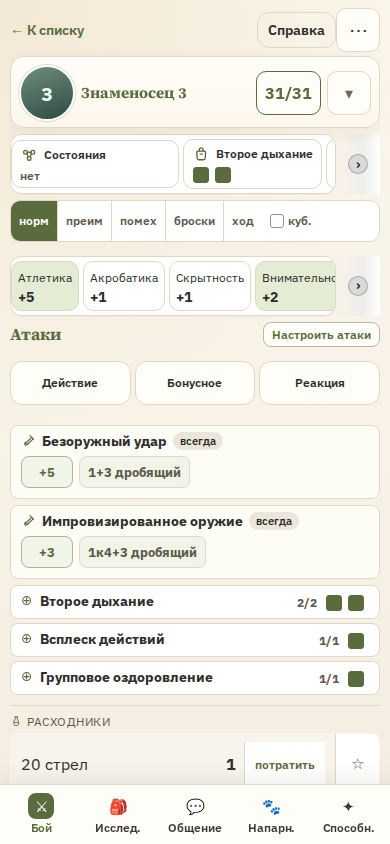 ← К списку
Справка
...
3
Знаменосец 3
31/31
▼
Состояния
нет
Второе дыхание
›
норм
преим
помех
броски
ход
куб.
Атлетика
+5
Акробатика
+1
Скрытность
+1
Внимательно
+2
›
Атаки
Настроить атаки
Действие
Бонусное
Реакция
Безоружный удар
всегда
+5
1+3 дробящий
Импровизированное оружие
всегда
+3
1к4+3 дробящий
Второе дыхание
2/2
Всплеск действий
1/1
Групповое оздоровление
1/1
РАСХОДНИКИ
20 стрел
1
потратить
☆
Бой
Исслед.
Общение
Напарн.
Способн.